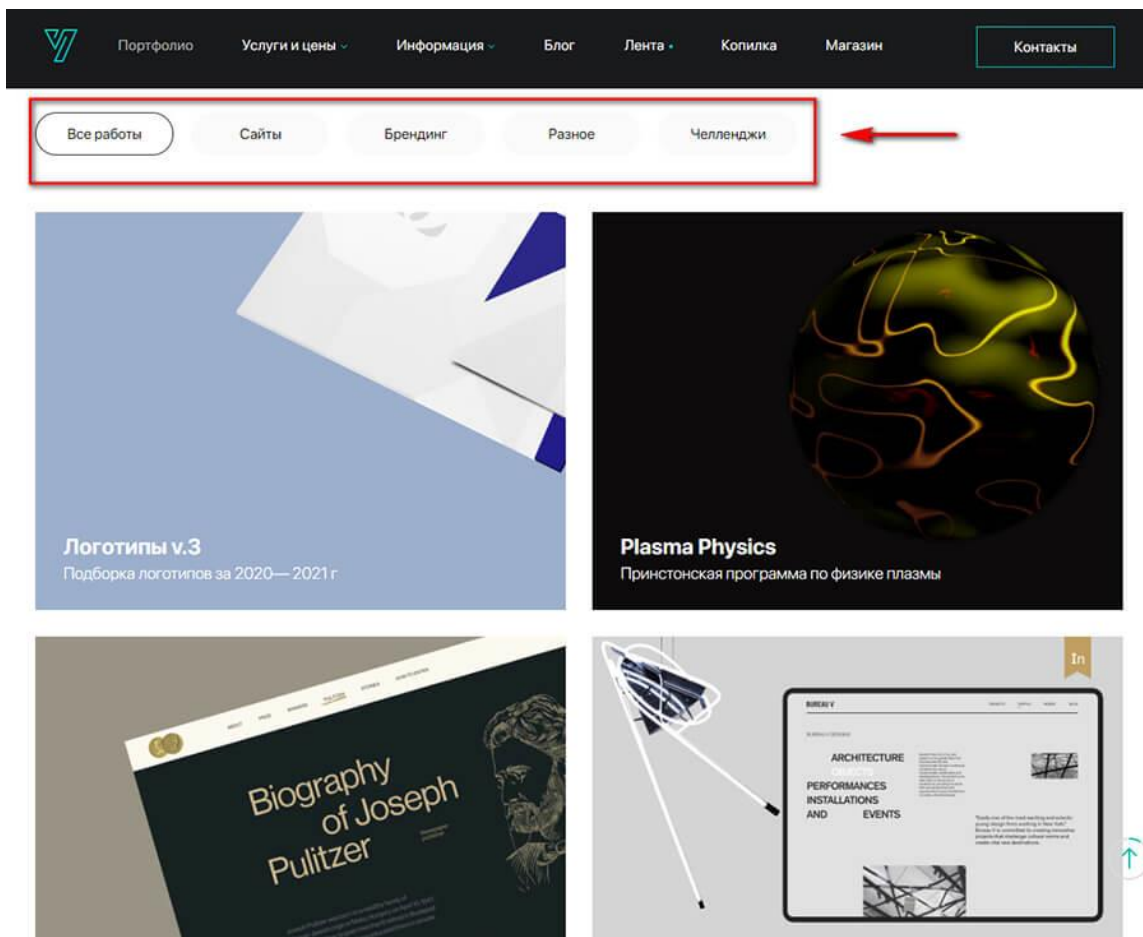 Портфолио Услуги и цены Информация Блог Лента Копилка Магазин Контакты
Все работы Сайты Брендинг Разное Челленджи
Логотипы v.3
Подборка логотипов за 2020— 2021 г
Plasma Physics
Принстонская программа по физике плазмы
Biography
of Joseph
Pulitzer
In
BUREAU V
ARCHITECTURE
OBJECTS
PERFORMANCES
INSTALLATIONS
AND EVENTS